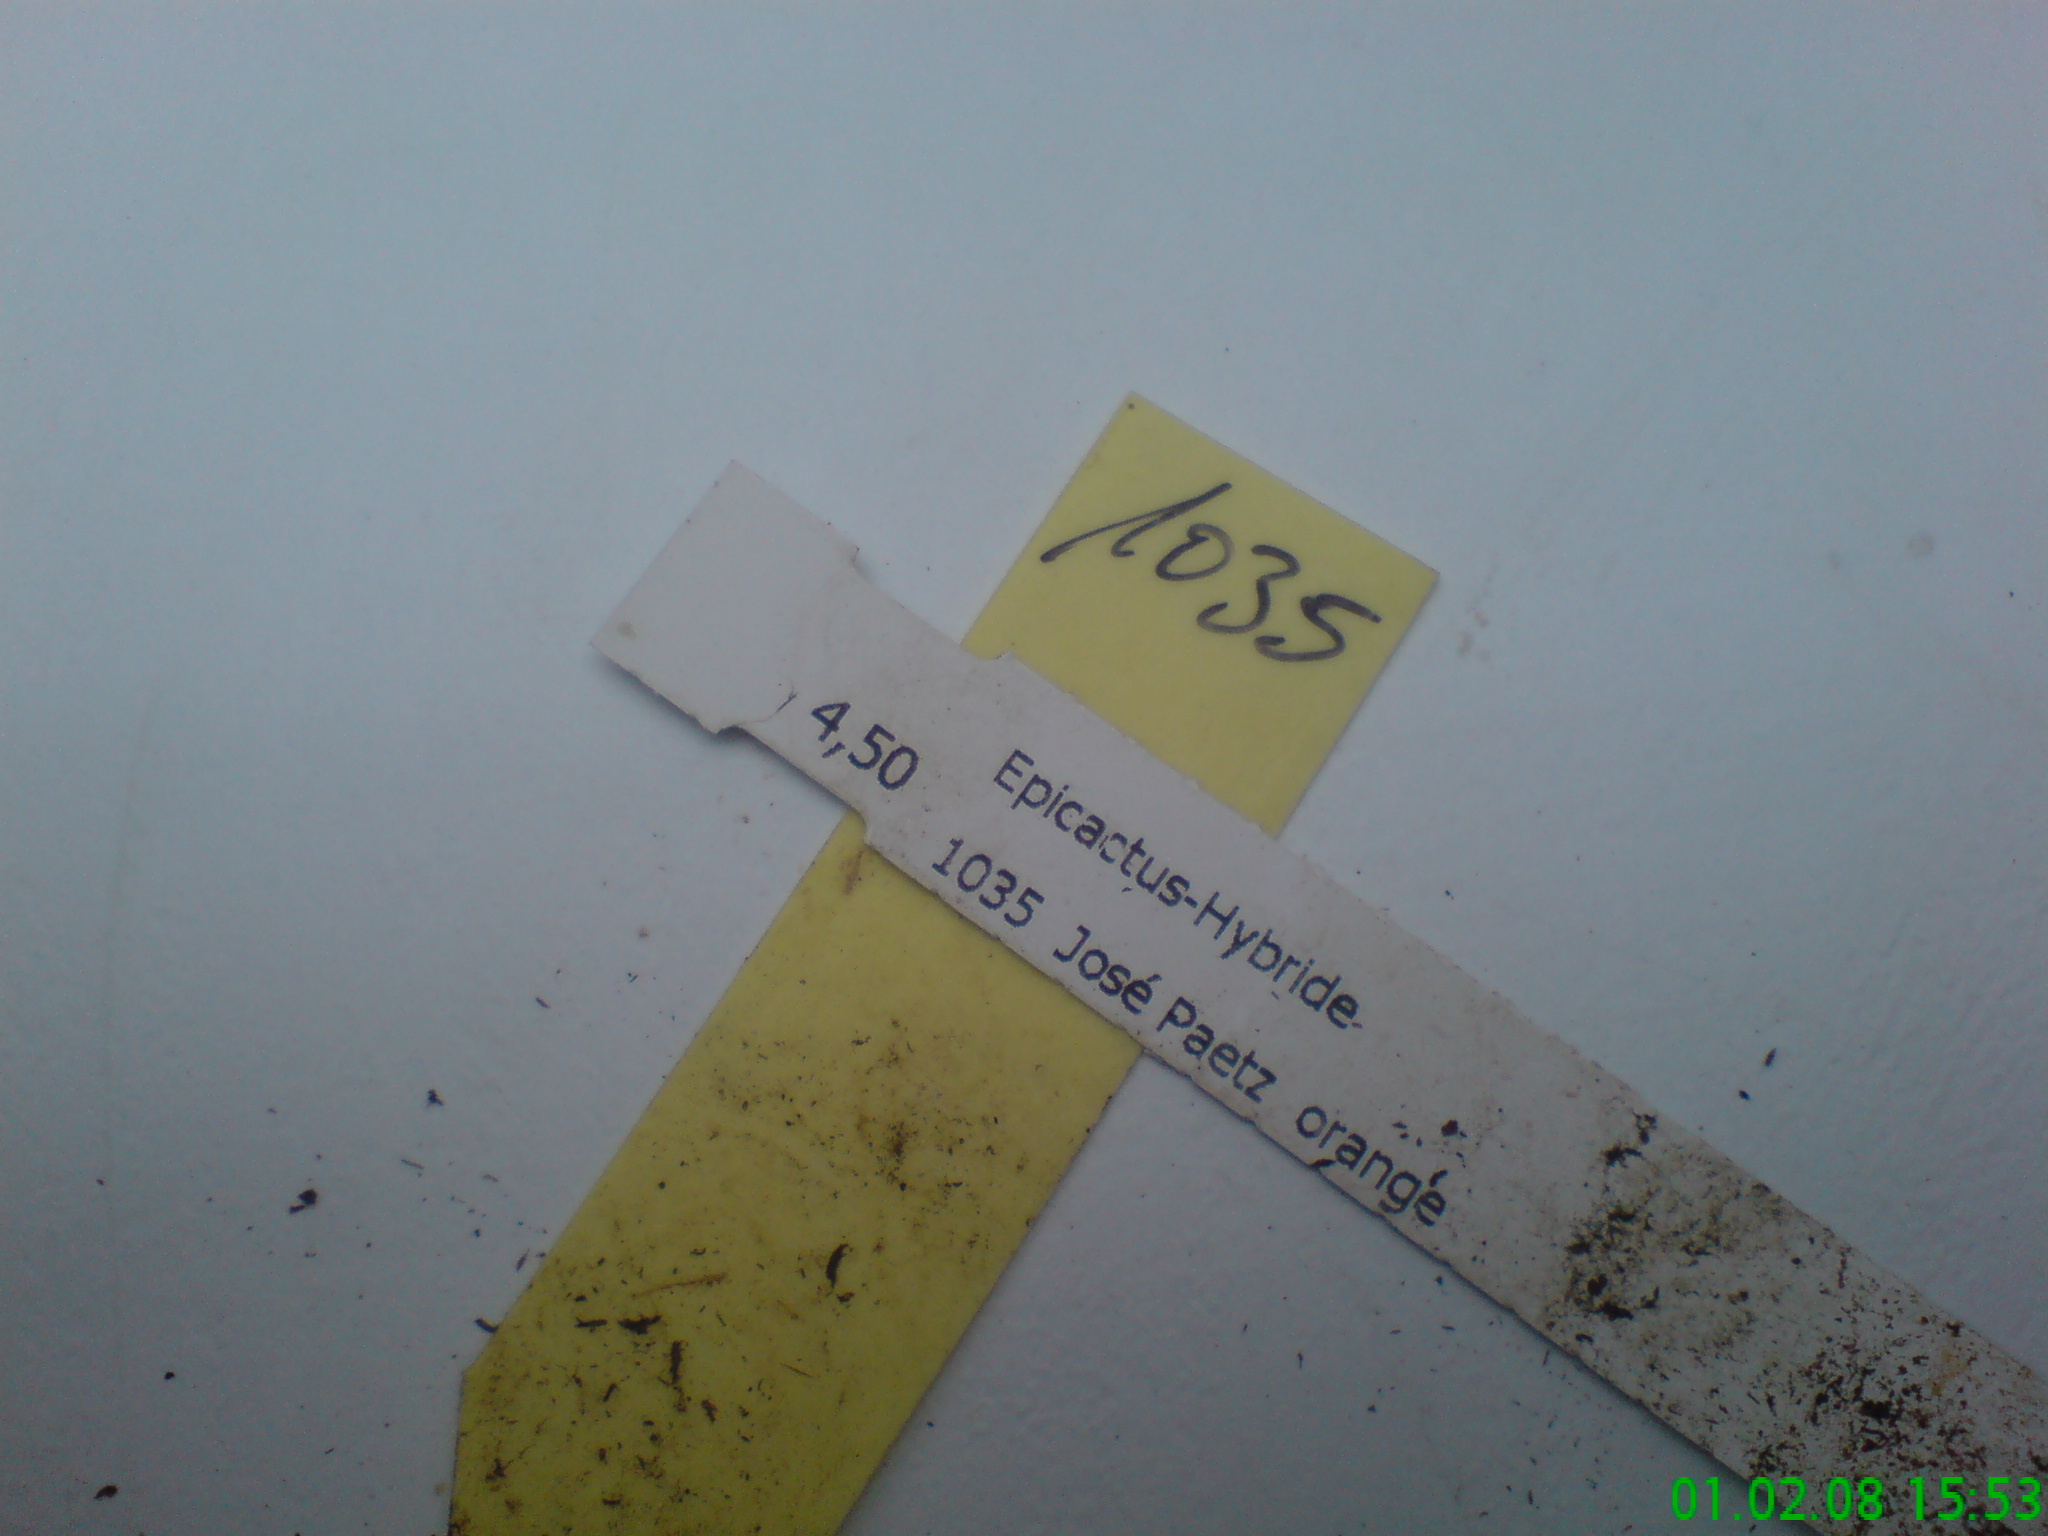 1035
4,50 Epicactus-Hybride
1035 José Paetz orange
01.02.08 15:53